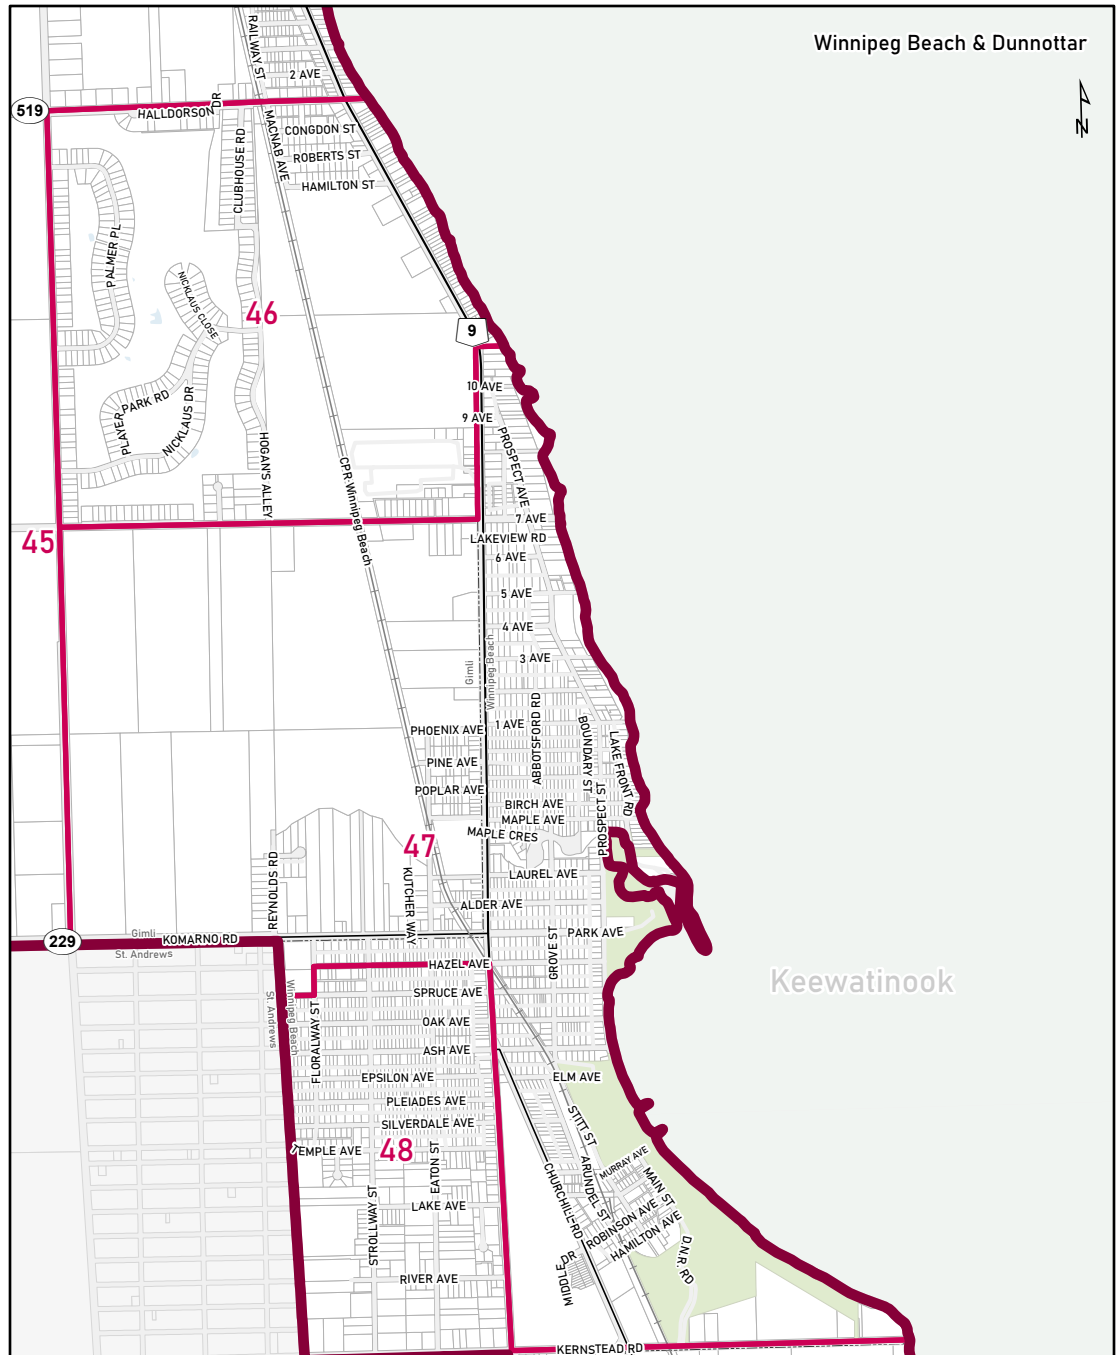 Winnipeg Beach & Dunnottar
N
RAILWAY ST
2 AVE
519
HALLDORSON DR
MACNAB AVE
CONGDON ST
CLUBHOUSE RD
ROBERTS ST
HAMILTON ST
PALMER PL
NICKLAUS CLOSE
46
9
10 AVE
PARK RD
PLAYER
NICKLAUS DR
9 AVE
HOGAN'S ALLEY
C.P.R-Winnipeg Beach
PROSPECT AVE
7 AVE
45
LAKEVIEW RD
6 AVE
5 AVE
4 AVE
Gimli
Winnipeg Beach
3 AVE
ABBOTSFORD RD
PHOENIX AVE
1 AVE
BOUNDARY ST
LAKE FRONT RD
PINE AVE
POPLAR AVE
PROSPECT ST
BIRCH AVE
MAPLE AVE
MAPLE CRES
47
REYNOLDS RD
KUTCHER WAY
LAUREL AVE
ALDER AVE
GROVE ST
PARK AVE
229
Gimli
KOMARNO RD
St. Andrews
HAZEL AVE
Keewatinook
St. Andrews
Winnipeg Beach
SPRUCE AVE
FLORALWAY ST
OAK AVE
ASH AVE
EPSILON AVE
ELM AVE
PLEIADES AVE
STITT ST
SILVERDALE AVE
TEMPLE AVE
48
EATON ST
CHURCHILL RD
ARUNDEL ST
MURRAY AVE
MAIN ST
STROLLWAY ST
LAKE AVE
ROBINSON AVE
HAMILTON AVE
D.N.R. RD
MIDDLE DR
RIVER AVE
KERNSTEAD RD